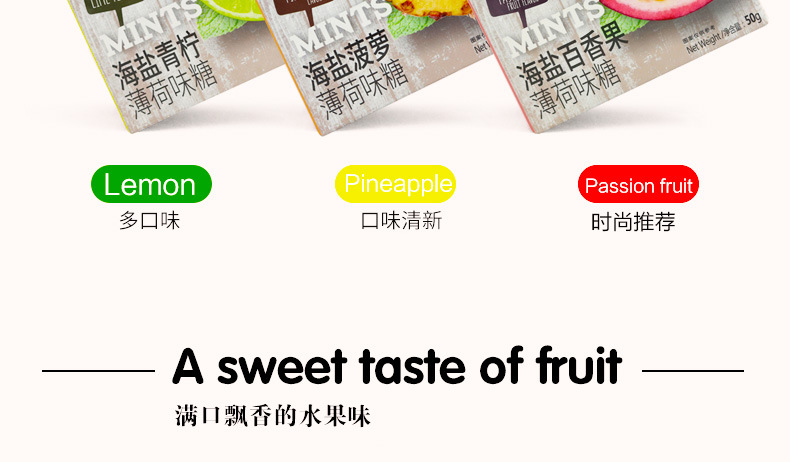 MINTS
海盐青柠
薄荷味糖
MINTS
海盐菠萝
薄荷味糖
Net
FRUIT FLAVOR
MINTS
海盐百香果
薄荷味糖
Net Weight/净含量: 50g
Lemon
多口味
Pineapple
口味清新
Passion fruit
时尚推荐
A sweet taste of fruit
满口飘香的水果味